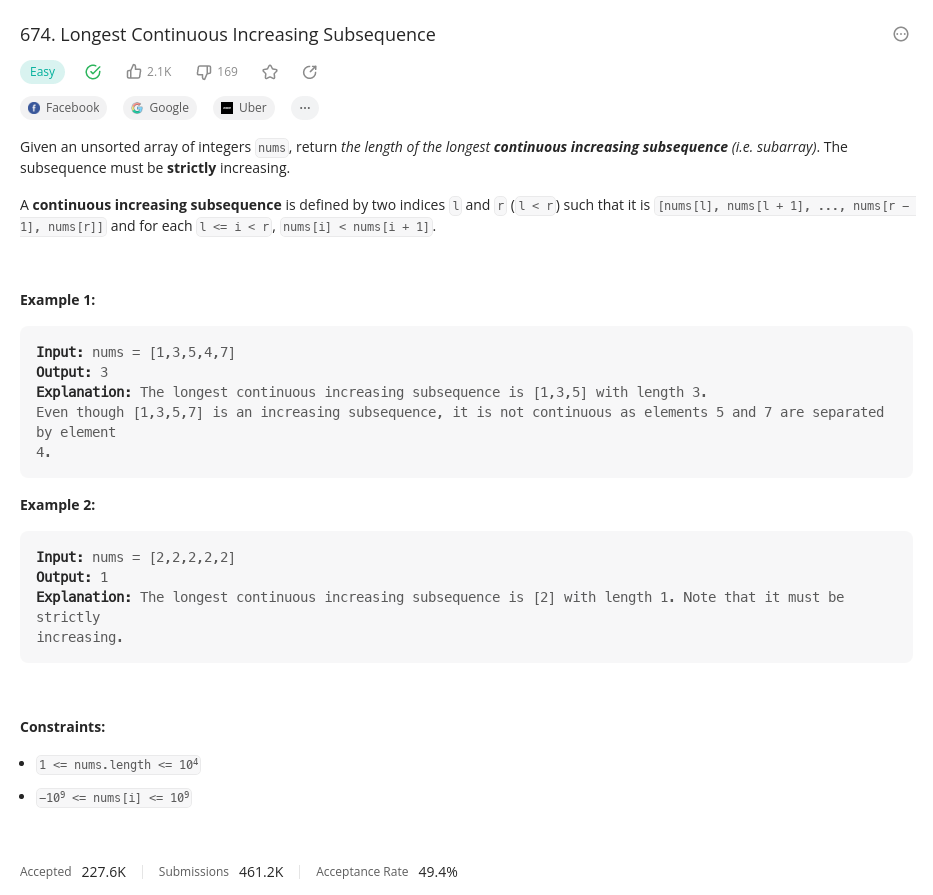 674. Longest Continuous Increasing Subsequence
Easy 2.1K 169
Facebook Google Uber ...
Given an unsorted array of integers nums, return the length of the longest continuous increasing subsequence (i.e. subarray). The
subsequence must be strictly increasing.
A continuous increasing subsequence is defined by two indices l and r (l < r) such that it is [nums[l], nums[l + 1], ..., nums[r -
1], nums[r]] and for each l <= i < r, nums[i] < nums[i + 1].
Example 1:
Input: nums = [1,3,5,4,7]
Output: 3
Explanation: The longest continuous increasing subsequence is [1,3,5] with length 3.
Even though [1,3,5,7] is an increasing subsequence, it is not continuous as elements 5 and 7 are separated
by element
4.
Example 2:
Input: nums = [2,2,2,2,2]
Output: 1
Explanation: The longest continuous increasing subsequence is [2] with length 1. Note that it must be
strictly
increasing.
Constraints:
1 <= nums.length <= 10⁴
-10⁹ <= nums[i] <= 10⁹
Accepted 227.6K Submissions 461.2K Acceptance Rate 49.4%